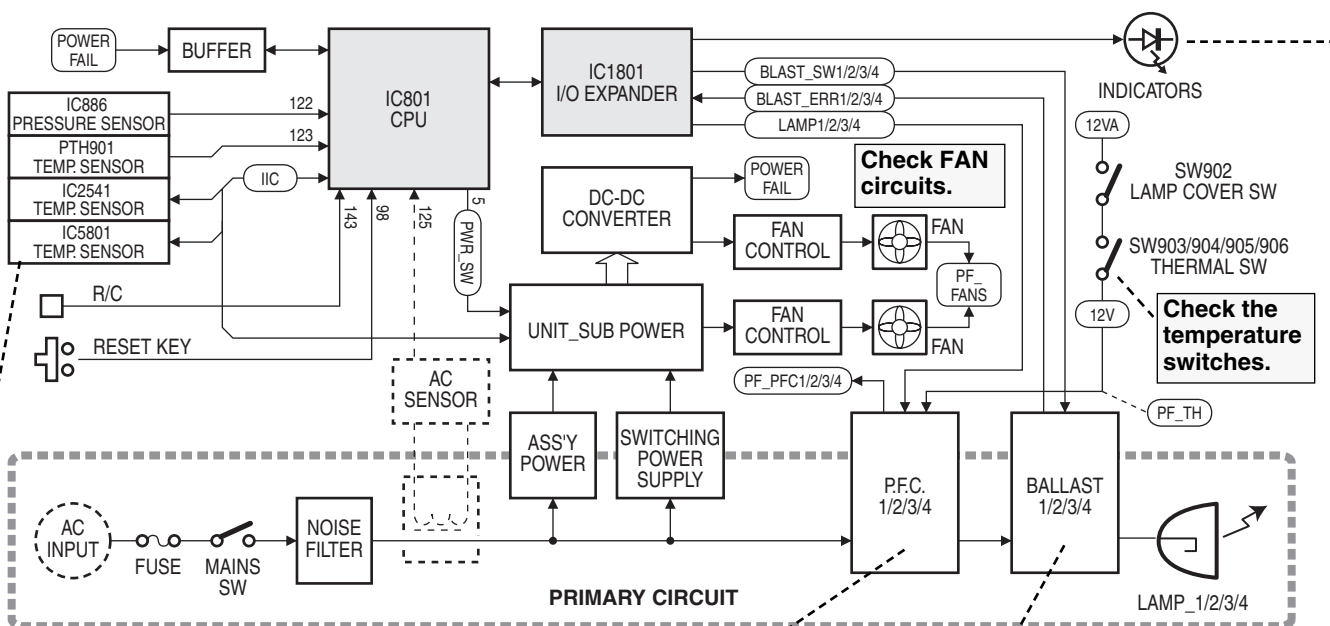 POWER
FAIL
BUFFER
IC801
CPU
IC1801
I/O EXPANDER
BLAST_SW1/2/3/4
BLAST_ERR1/2/3/4
LAMP1/2/3/4
INDICATORS
IC886
PRESSURE SENSOR
PTH901
TEMP. SENSOR
IC2541
TEMP. SENSOR
IC5801
TEMP. SENSOR
122
123
IIC
143
98
125
5
PWR_SW
R/C
RESET KEY
DC-DC
CONVERTER
POWER
FAIL
Check FAN
circuits.
FAN
CONTROL
FAN
PF_
FANS
UNIT_SUB POWER
FAN
CONTROL
FAN
12VA
SW902
LAMP COVER SW
SW903/904/905/906
THERMAL SW
12V
Check the
temperature
switches.
PF_TH
PF_PFC1/2/3/4
AC
SENSOR
ASS'Y
POWER
SWITCHING
POWER
SUPPLY
P.F.C.
1/2/3/4
BALLAST
1/2/3/4
AC
INPUT
FUSE
MAINS
SW
NOISE
FILTER
PRIMARY CIRCUIT
LAMP_1/2/3/4